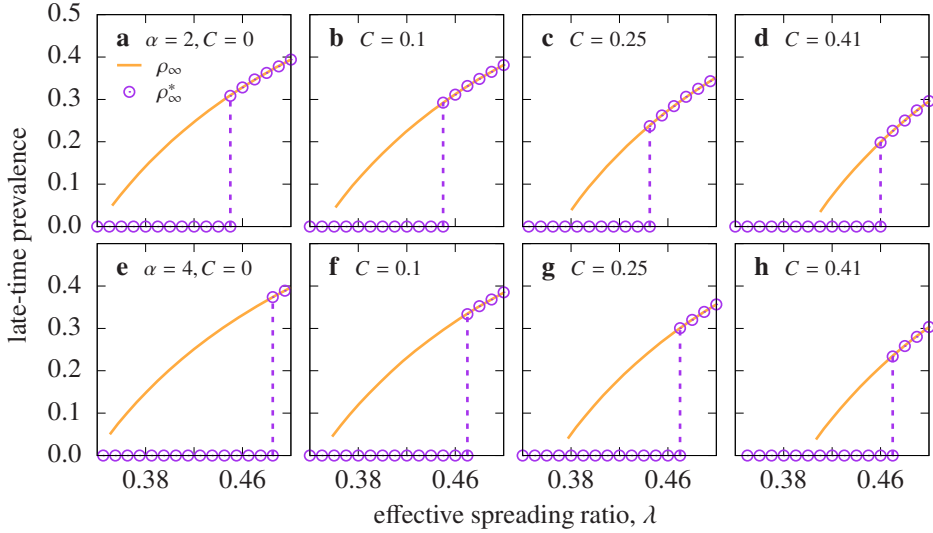 0.5
0.4
0.3
0.2
0.1
0.0
a α = 2, C = 0
ρ∞
ρ*∞
b C = 0.1
c C = 0.25
d C = 0.41
late-time prevalence
0.4
0.3
0.2
0.1
0.0
e α = 4, C = 0
f C = 0.1
g C = 0.25
h C = 0.41
0.38 0.46 0.38 0.46 0.38 0.46 0.38 0.46
effective spreading ratio, λ